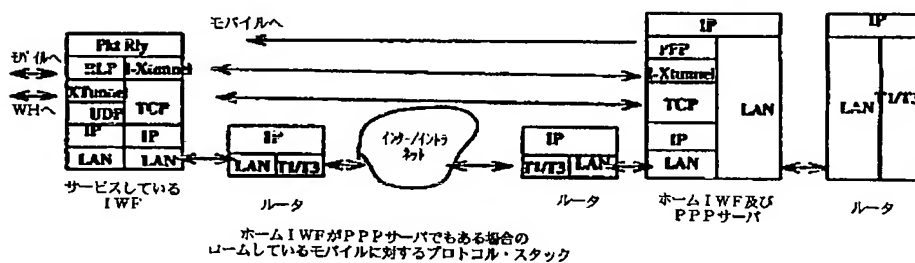 モバイルへ
IP
IP
Pkt Rly
PPP
モバイルへ
RLP
I-Xtunnel
I-Xtunnel
WHへ
XTunnel
TCP
TCP
LAN
LAN
T1/T3
UDP
IP
IP
IP
インター/イントラ
ネット
IP
IP
LAN
LAN
LAN
T1/T3
T1/T3
LAN
LAN
サービスしている
IWF
ルータ
ルータ
ホームIWF及び
PPPサーバ
ルータ
ホームIWFがPPPサーバでもある場合の
ロームしているモバイルに対するプロトコル・スタック